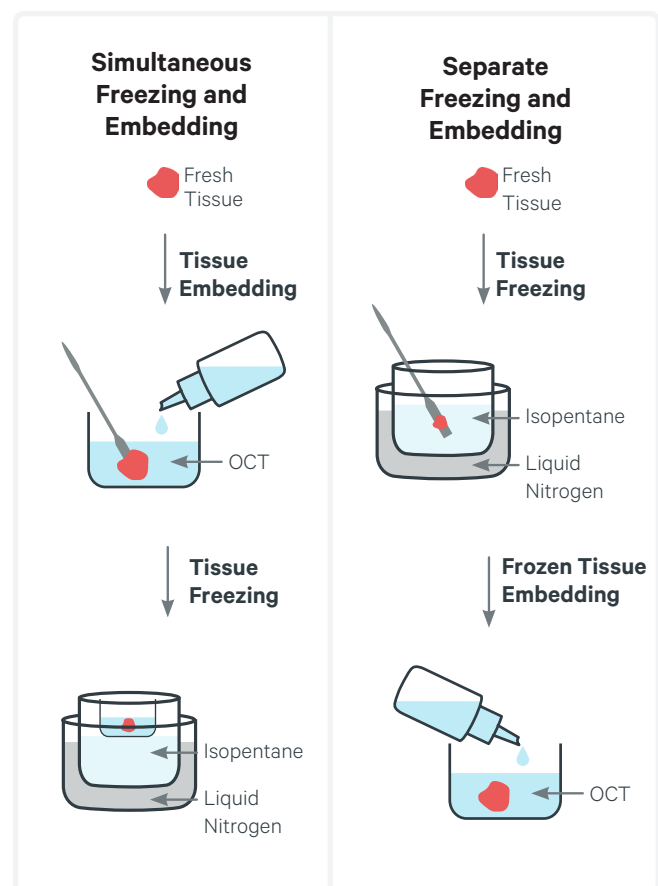 Simultaneous
Freezing and
Embedding
Fresh
Tissue
Tissue
Embedding
OCT
Tissue
Freezing
Isopentane
Liquid
Nitrogen
Separate
Freezing and
Embedding
Fresh
Tissue
Tissue
Freezing
Isopentane
Liquid
Nitrogen
Frozen Tissue
Embedding
OCT